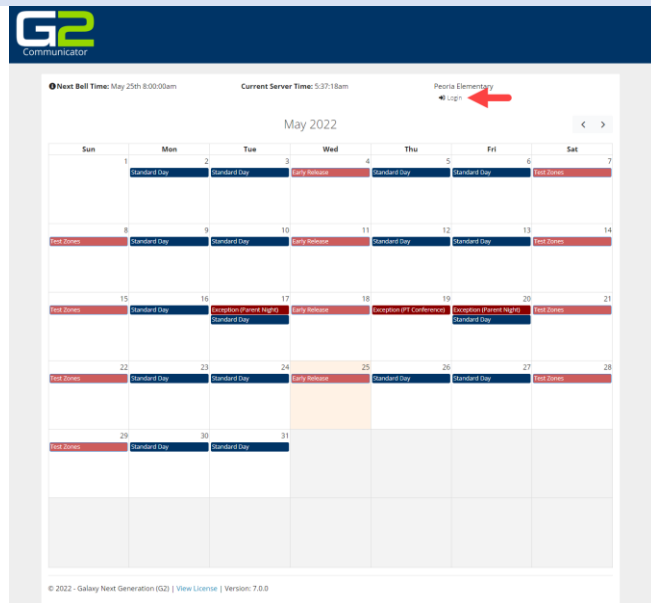 G2
Communicator
Next Bell Time: May 25th 8:00:00am Current Server Time: 5:37:18am Peoria Elementary
Login
May 2022
Sun Mon Tue Wed Thu Fri Sat
1 2 3 4 5 6 7
Standard Day Standard Day Early Release Standard Day Standard Day Test Zones
8 9 10 11 12 13 14
Test Zones Standard Day Standard Day Early Release Standard Day Standard Day Test Zones
15 16 17 18 19 20 21
Test Zones Standard Day Exception (Parent Night) Early Release Exception (PT Conference) Exception (Parent Night) Test Zones
Standard Day Standard Day
22 23 24 25 26 27 28
Test Zones Standard Day Standard Day Early Release Standard Day Standard Day Test Zones
29 30 31
Test Zones Standard Day Standard Day
© 2022 - Galaxy Next Generation (G2) | View License | Version: 7.0.0